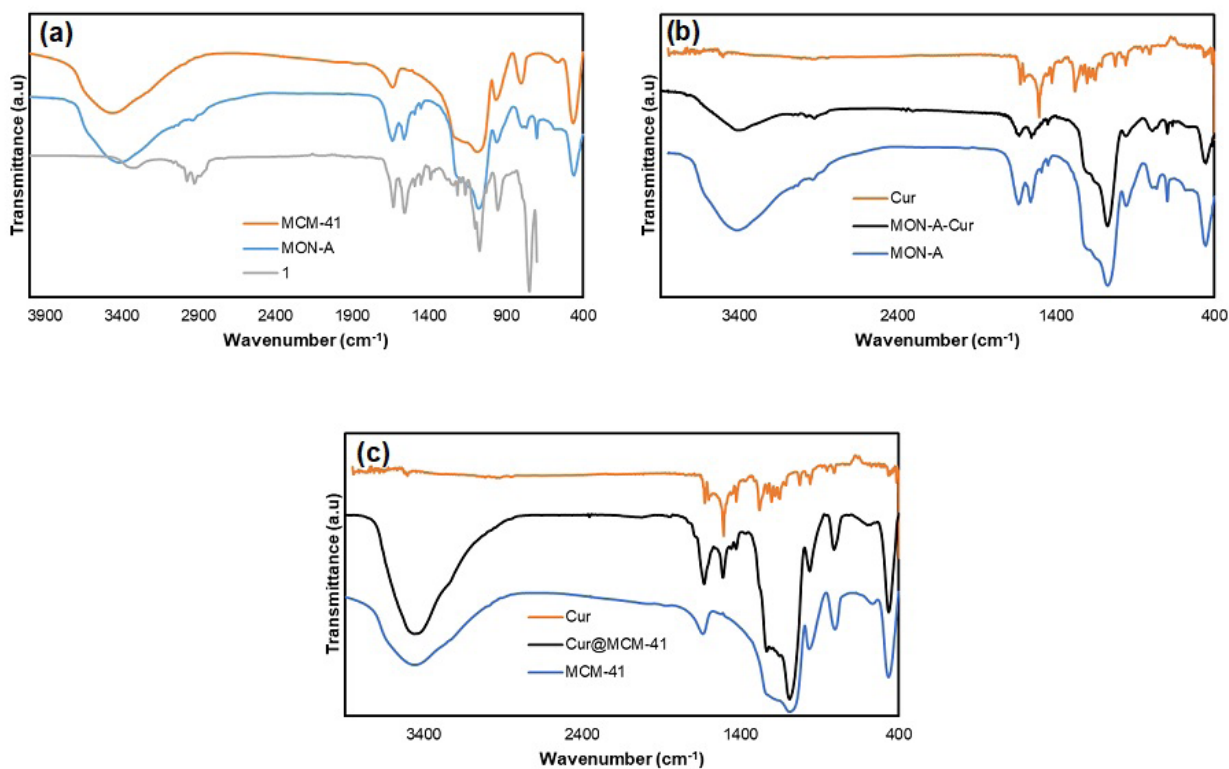 (a)
Transmittance (a.u)
MCM-41
MON-A
1
3900 3400 2900 2400 1900 1400 900 400
Wavenumber (cm-1)
(b)
Transmittance (a.u)
Cur
MON-A-Cur
MON-A
3400 2400 1400 400
Wavenumber (cm-1)
(c)
Transmittance (a.u)
Cur
Cur@MCM-41
MCM-41
3400 2400 1400 400
Wavenumber (cm-1)